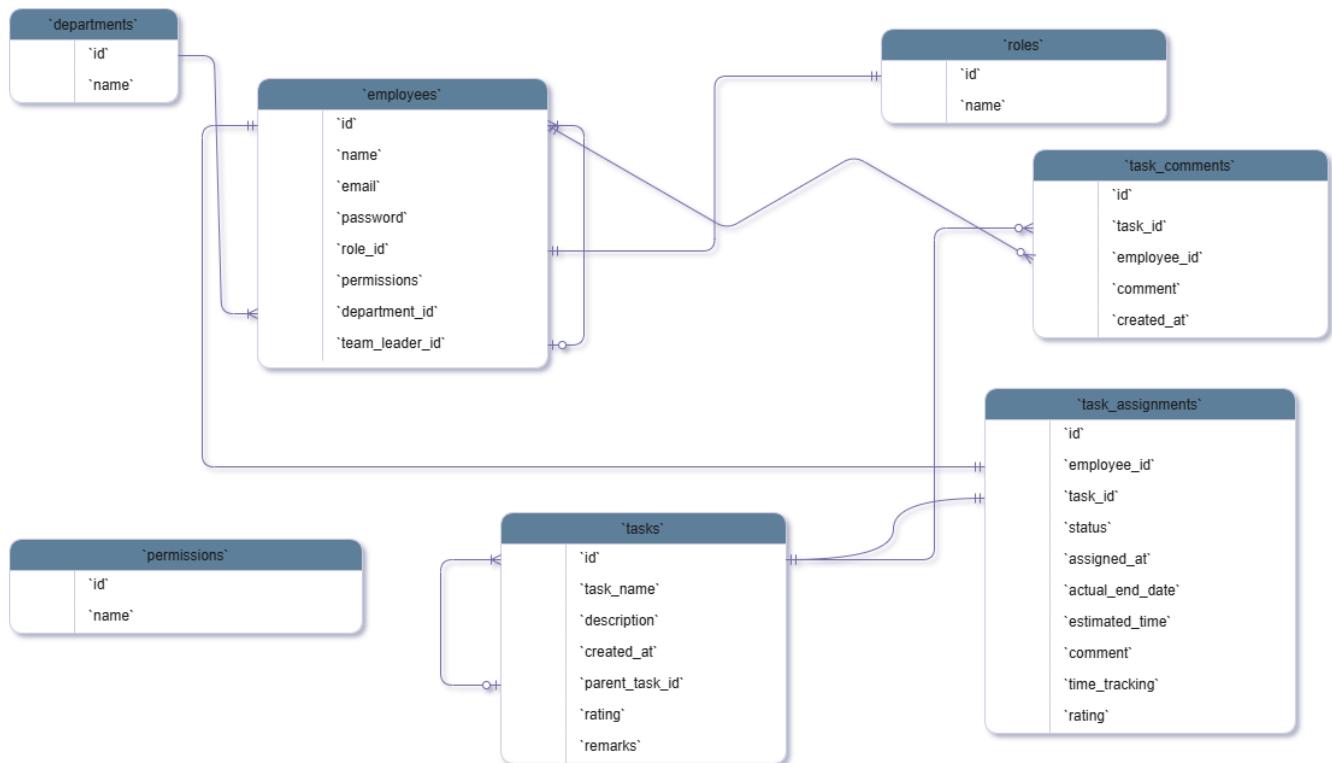 `departments`
`id`
`name`
`employees`
`id`
`name`
`email`
`password`
`role_id`
`permissions`
`department_id`
`team_leader_id`
`roles`
`id`
`name`
`task_comments`
`id`
`task_id`
`employee_id`
`comment`
`created_at`
`task_assignments`
`id`
`employee_id`
`task_id`
`status`
`assigned_at`
`actual_end_date`
`estimated_time`
`comment`
`time_tracking`
`rating`
`tasks`
`id`
`task_name`
`description`
`created_at`
`parent_task_id`
`rating`
`remarks`
`permissions`
`id`
`name`